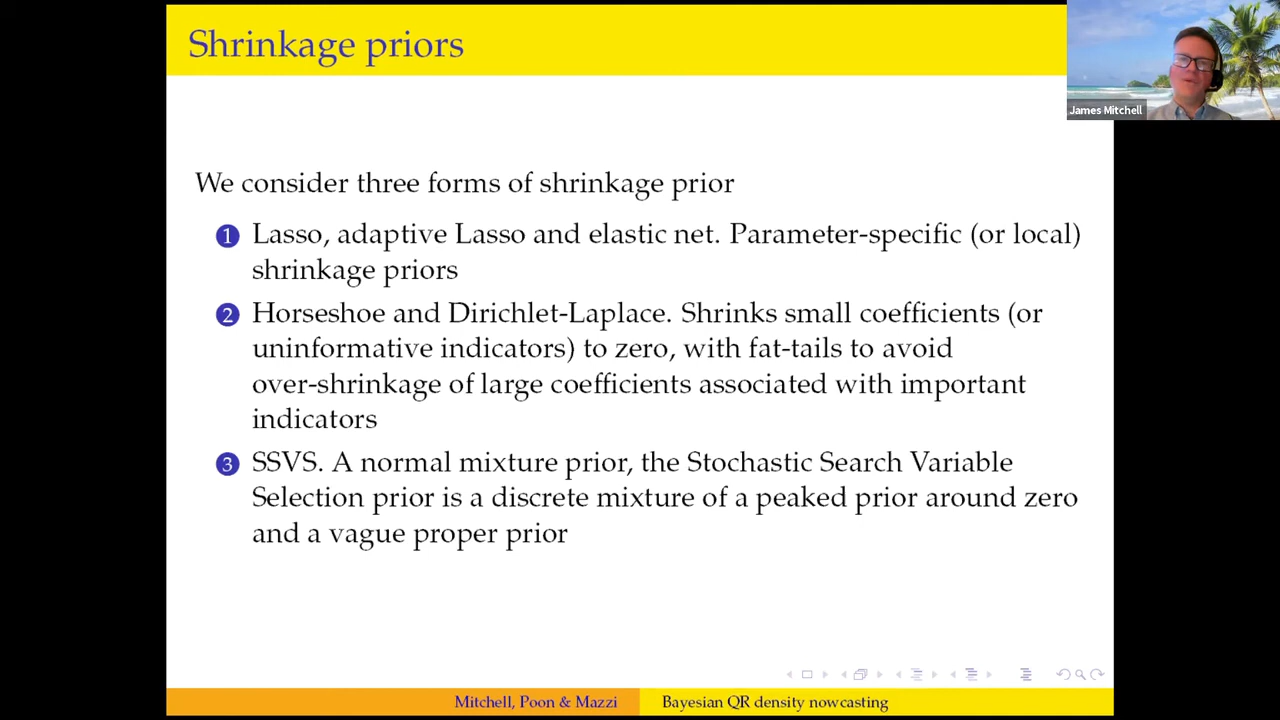 Shrinkage priors
James Mitchell
We consider three forms of shrinkage prior
1 Lasso, adaptive Lasso and elastic net. Parameter-specific (or local)
shrinkage priors
2 Horseshoe and Dirichlet-Laplace. Shrinks small coefficients (or
uninformative indicators) to zero, with fat-tails to avoid
over-shrinkage of large coefficients associated with important
indicators
3 SSVS. A normal mixture prior, the Stochastic Search Variable
Selection prior is a discrete mixture of a peaked prior around zero
and a vague proper prior
Mitchell, Poon & Mazzi
Bayesian QR density nowcasting